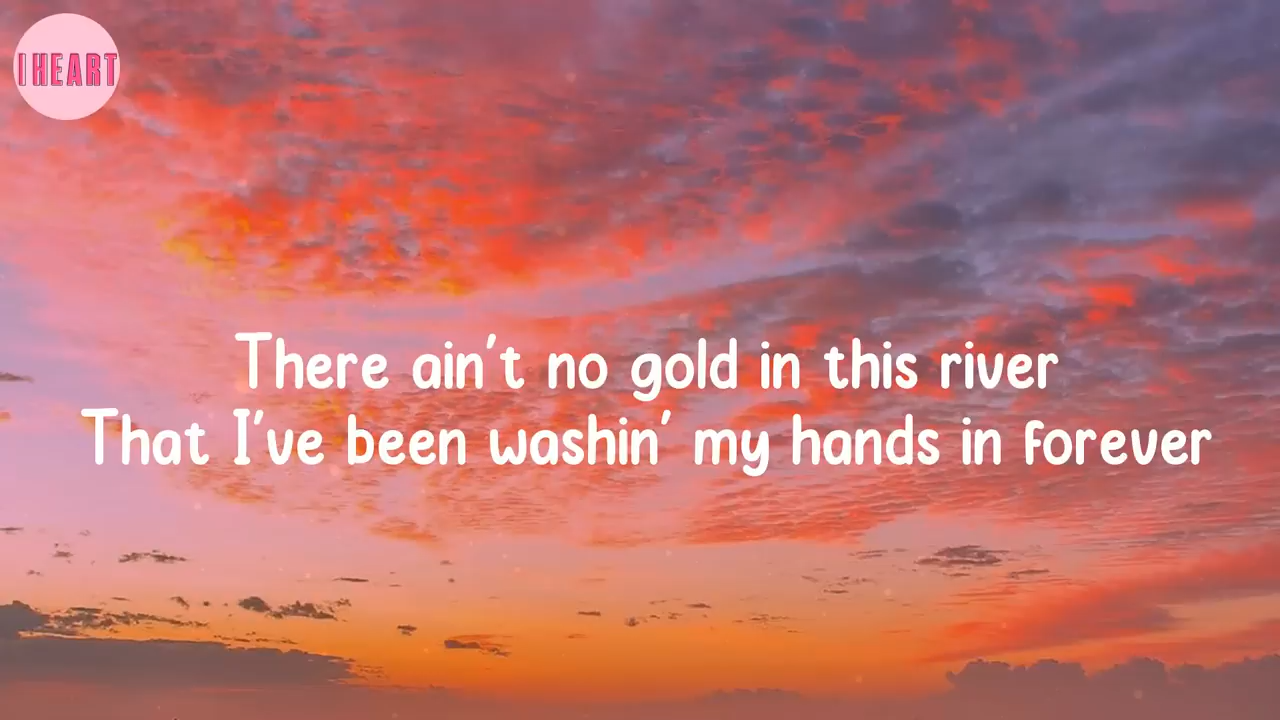 I HEART
There ain't no gold in this river
That I've been washin' my hands in forever